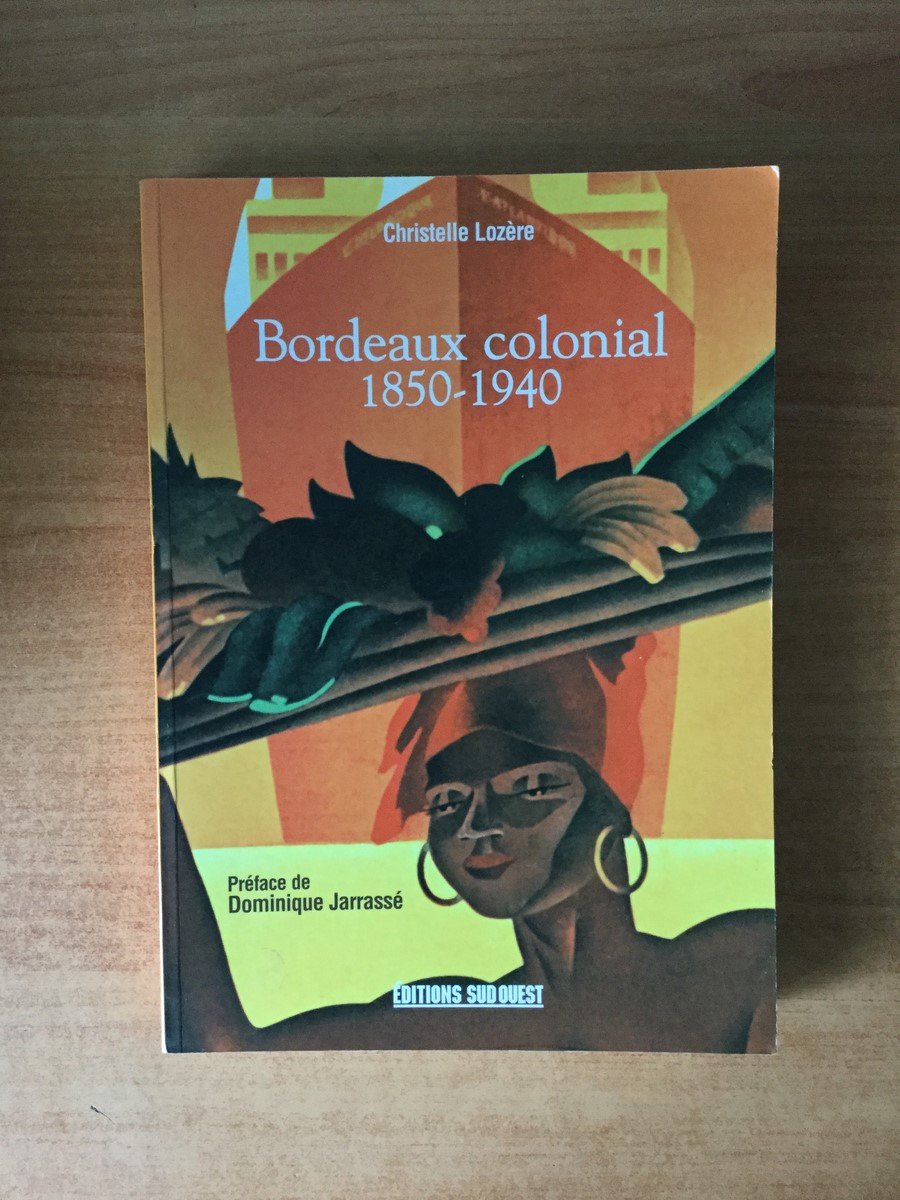 Christelle Lozère
Bordeaux colonial
1850-1940
Préface de
Dominique Jarrassé
ÉDITIONS SUD OUEST